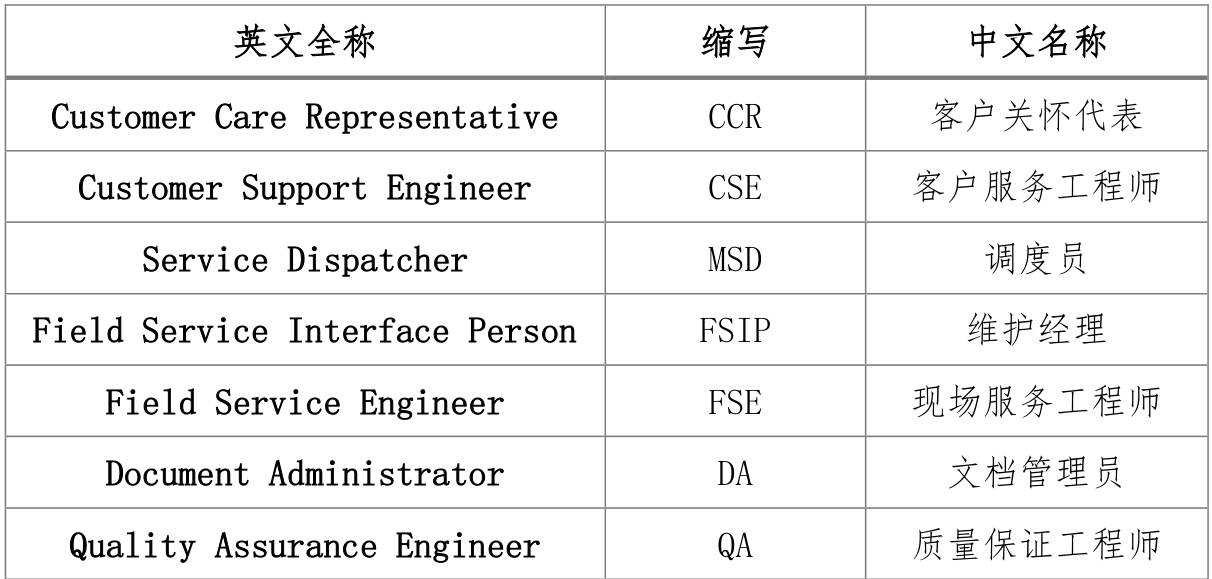 英文全称 缩写 中文名称
Customer Care Representative CCR 客户关怀代表
Customer Support Engineer CSE 客户服务工程师
Service Dispatcher MSD 调度员
Field Service Interface Person FSIP 维护经理
Field Service Engineer FSE 现场服务工程师
Document Administrator DA 文档管理员
Quality Assurance Engineer QA 质量保证工程师